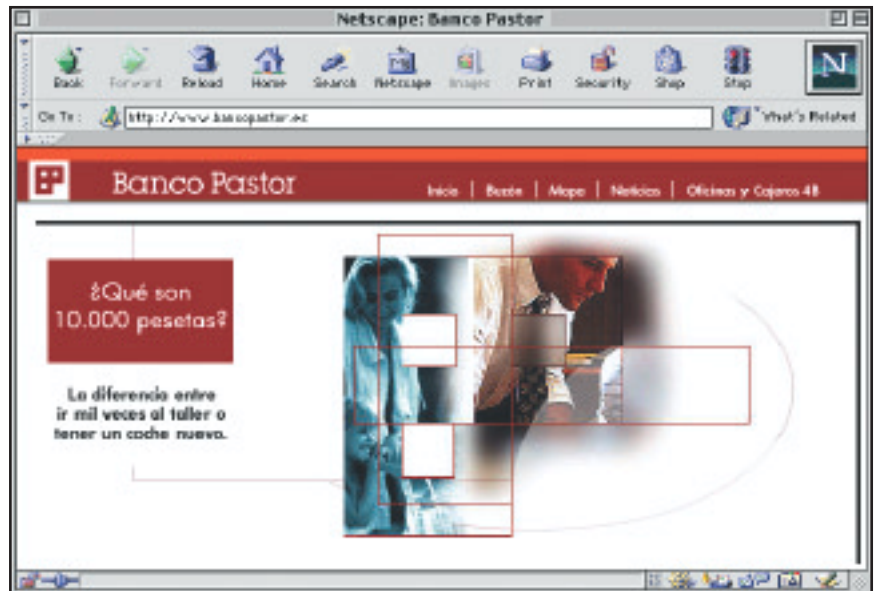 Netscape: Banco Pastor
Back Forward Reload Home Search Netscape Images Print Security Shop Stop
N
Go To: http://www.bancopastor.es What's Related
Banco Pastor
Inicio | Buzón | Mapa | Noticias | Oficinas y Cajeros 4B
¿Qué son
10.000 pesetas?
La diferencia entre
ir mil veces al taller o
tener un coche nuevo.